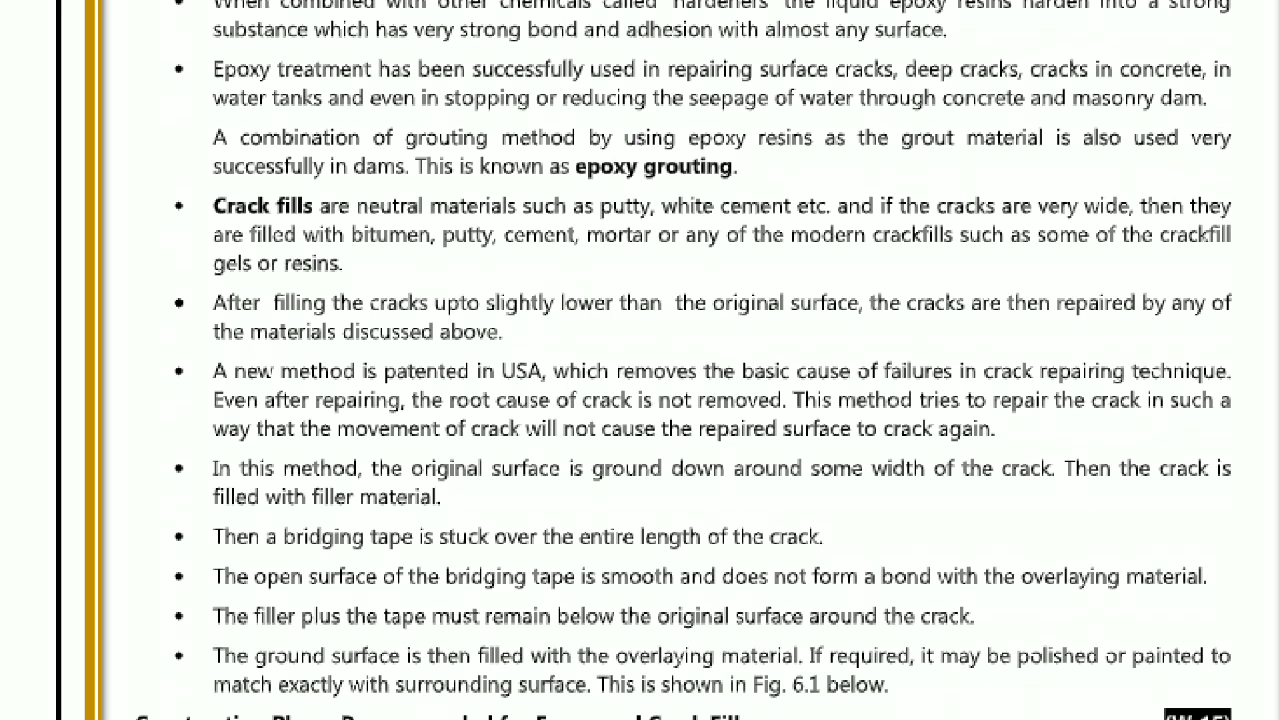 • When combined with other chemicals called 'hardeners' the liquid epoxy resins harden into a strong
substance which has very strong bond and adhesion with almost any surface.
• Epoxy treatment has been successfully used in repairing surface cracks, deep cracks, cracks in concrete, in
water tanks and even in stopping or reducing the seepage of water through concrete and masonry dam.
A combination of grouting method by using epoxy resins as the grout material is also used very
successfully in dams. This is known as epoxy grouting.
• Crack fills are neutral materials such as putty, white cement etc. and if the cracks are very wide, then they
are filled with bitumen, putty, cement, mortar or any of the modern crackfills such as some of the crackfill
gels or resins.
• After filling the cracks upto slightly lower than the original surface, the cracks are then repaired by any of
the materials discussed above.
• A new method is patented in USA, which removes the basic cause of failures in crack repairing technique.
Even after repairing, the root cause of crack is not removed. This method tries to repair the crack in such a
way that the movement of crack will not cause the repaired surface to crack again.
• In this method, the original surface is ground down around some width of the crack. Then the crack is
filled with filler material.
• Then a bridging tape is stuck over the entire length of the crack.
• The open surface of the bridging tape is smooth and does not form a bond with the overlaying material.
• The filler plus the tape must remain below the original surface around the crack.
• The ground surface is then filled with the overlaying material. If required, it may be polished or painted to
match exactly with surrounding surface. This is shown in Fig. 6.1 below.